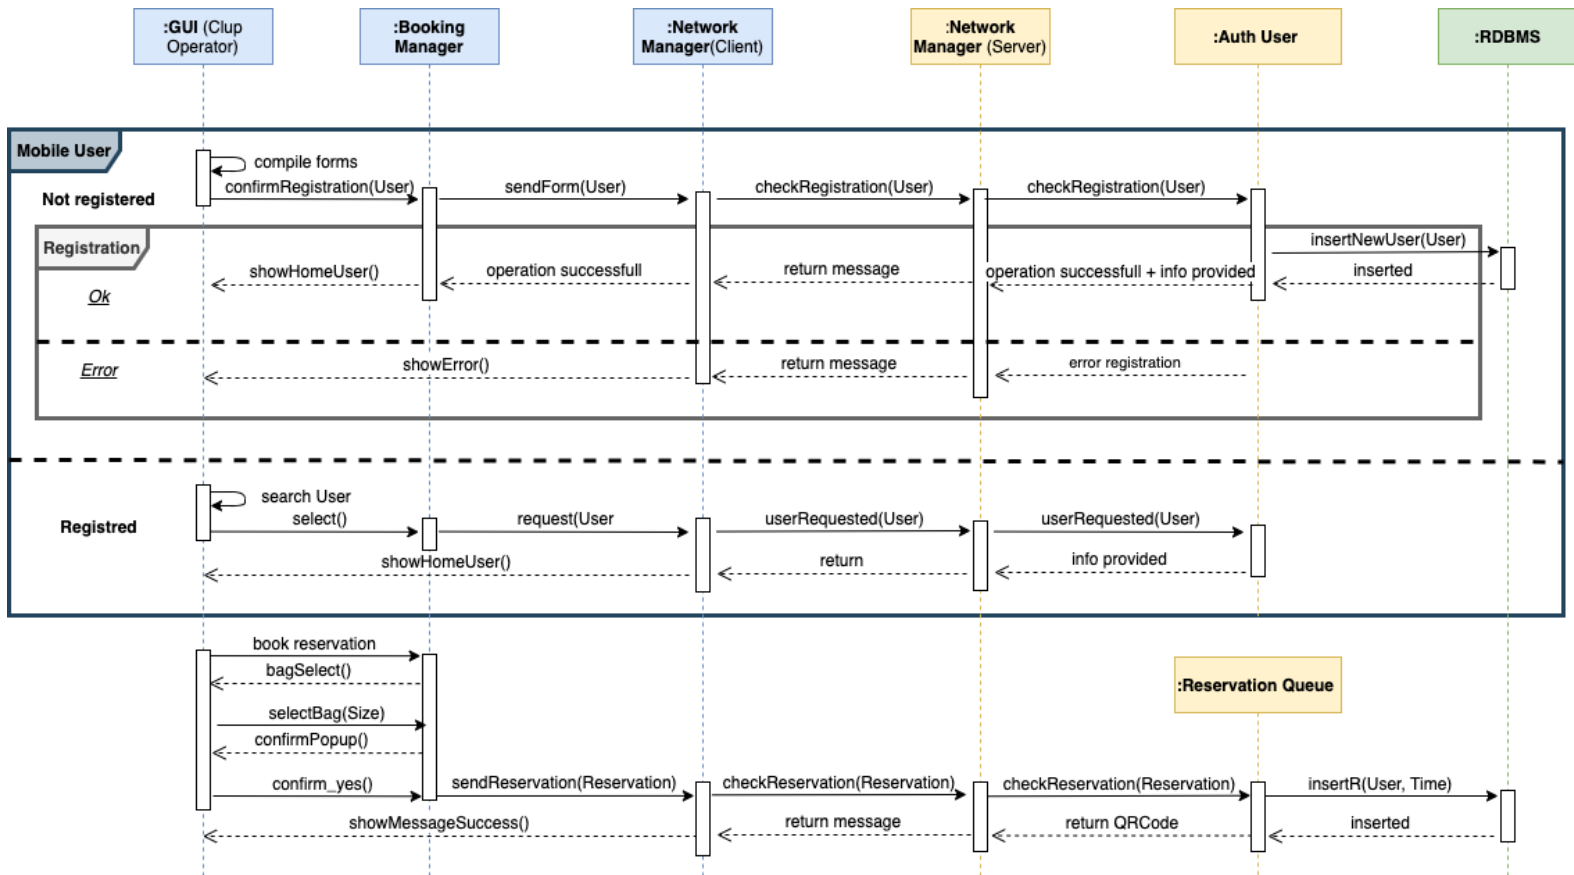 :GUI (Clup
Operator)
:Booking
Manager
:Network
Manager(Client)
:Network
Manager (Server)
:Auth User
:RDBMS
Mobile User
compile forms
Not registered
confirmRegistration(User)
sendForm(User)
checkRegistration(User)
checkRegistration(User)
Registration
insertNewUser(User)
showHomeUser()
operation successfull
return message
operation successfull + info provided
inserted
Ok
Error
showError()
return message
error registration
search User
Registred
select()
request(User
userRequested(User)
userRequested(User)
showHomeUser()
return
info provided
book reservation
bagSelect()
:Reservation Queue
selectBag(Size)
confirmPopup()
confirm_yes()
sendReservation(Reservation)
checkReservation(Reservation)
checkReservation(Reservation)
insertR(User, Time)
showMessageSuccess()
return message
return QRCode
inserted